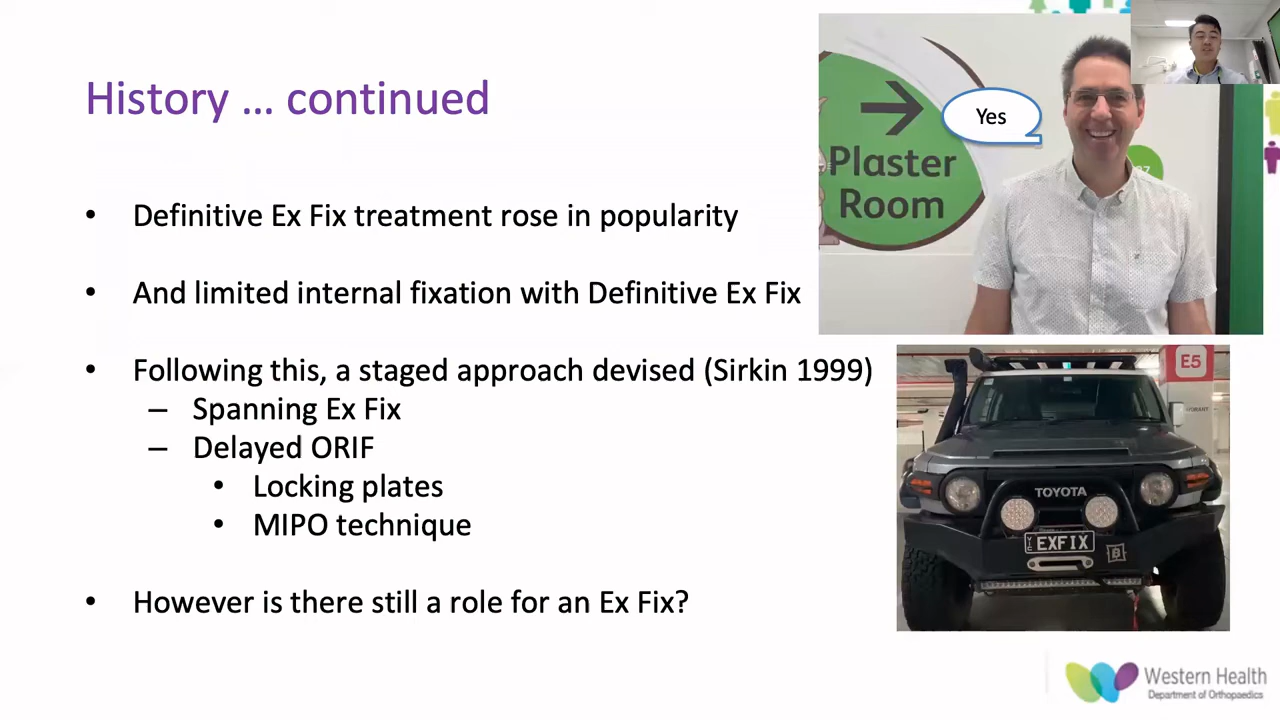 History ... continued
• Definitive Ex Fix treatment rose in popularity
• And limited internal fixation with Definitive Ex Fix
• Following this, a staged approach devised (Sirkin 1999)
– Spanning Ex Fix
– Delayed ORIF
• Locking plates
• MIPO technique
• However is there still a role for an Ex Fix?
Yes
Plaster
Room
E5
TOYOTA
VIC
EXFIX
B
Western Health
Department of Orthopaedics